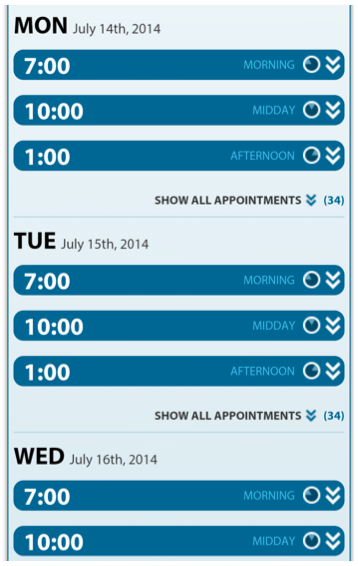 MON July 14th, 2014
7:00 MORNING
10:00 MIDDAY
1:00 AFTERNOON
SHOW ALL APPOINTMENTS (34)
TUE July 15th, 2014
7:00 MORNING
10:00 MIDDAY
1:00 AFTERNOON
SHOW ALL APPOINTMENTS (34)
WED July 16th, 2014
7:00 MORNING
10:00 MIDDAY